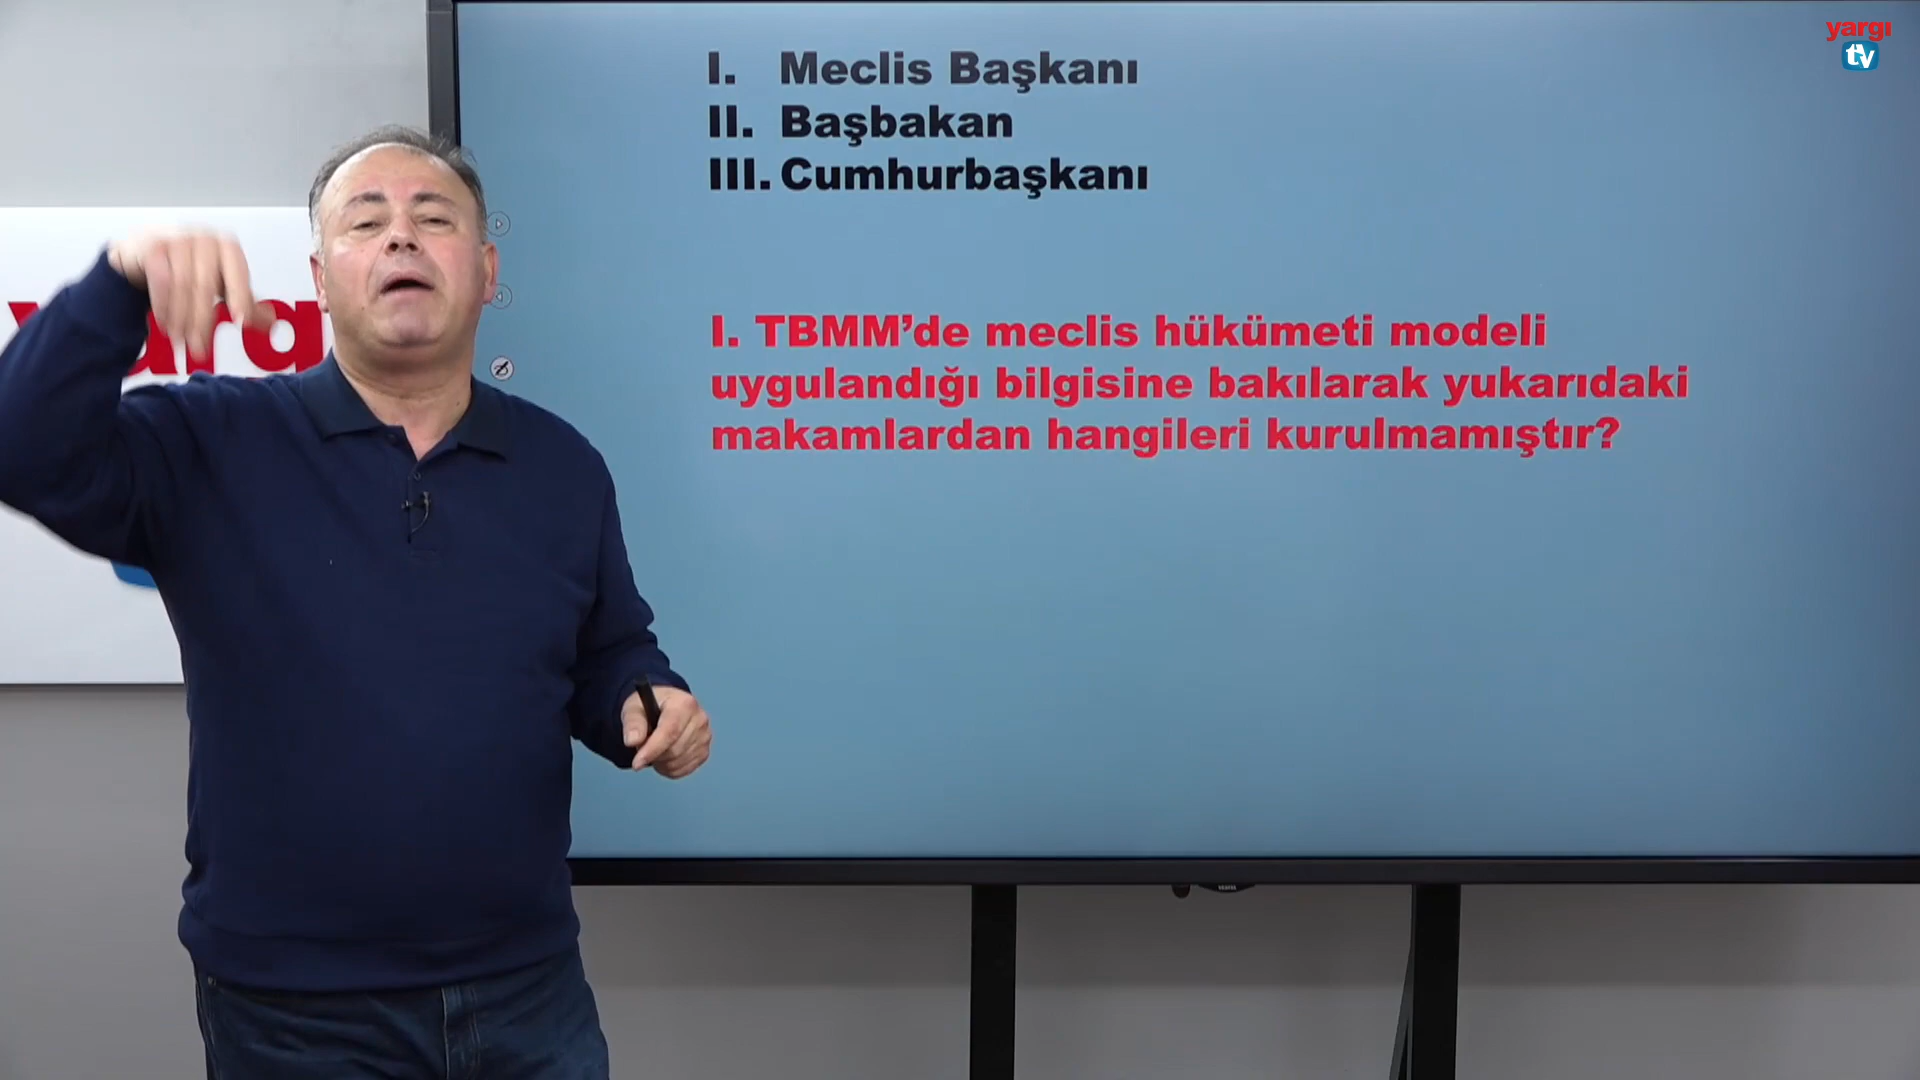 yargı
tv
I. Meclis Başkanı
II. Başbakan
III. Cumhurbaşkanı
I. TBMM’de meclis hükümeti modeli
uygulandığı bilgisine bakılarak yukarıdaki
makamlardan hangileri kurulmamıştır?